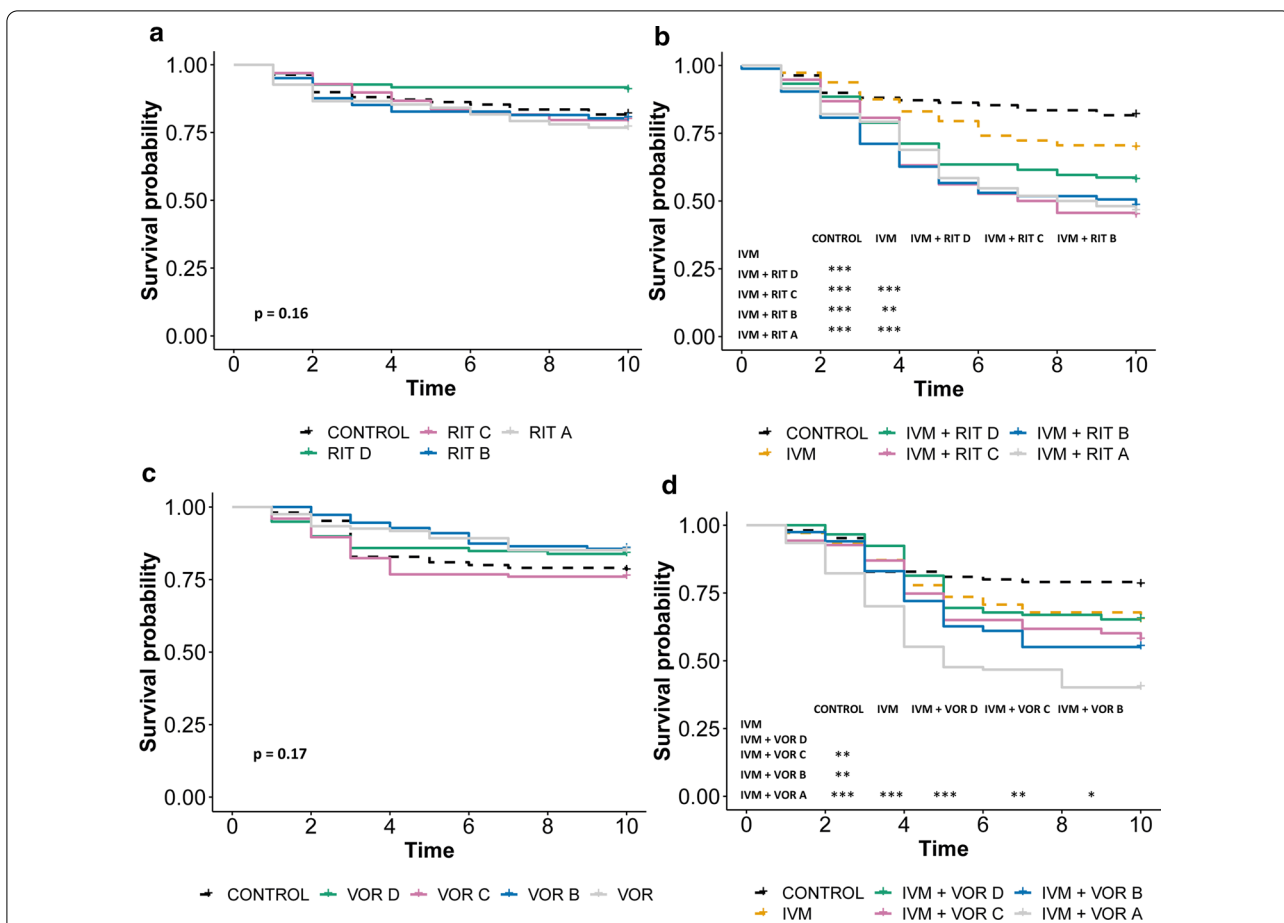 a
Survival probability
1.00
0.75
0.50
0.25
0.00
p = 0.16
0 2 4 6 8 10
Time
CONTROL RIT C RIT A
RIT D RIT B
b
Survival probability
1.00
0.75
0.50
0.25
0.00
CONTROL IVM IVM + RIT D IVM + RIT C IVM + RIT B
IVM
IVM + RIT D ***
IVM + RIT C *** ***
IVM + RIT B *** **
IVM + RIT A *** ***
0 2 4 6 8 10
Time
CONTROL IVM + RIT D IVM + RIT B
IVM IVM + RIT C IVM + RIT A
c
Survival probability
1.00
0.75
0.50
0.25
0.00
p = 0.17
0 2 4 6 8 10
Time
CONTROL VOR D VOR C VOR B VOR
d
Survival probability
1.00
0.75
0.50
0.25
0.00
CONTROL IVM IVM + VOR D IVM + VOR C IVM + VOR B
IVM
IVM + VOR D
IVM + VOR C **
IVM + VOR B **
IVM + VOR A *** *** *** ** *
0 2 4 6 8 10
Time
CONTROL IVM + VOR D IVM + VOR B
IVM IVM + VOR C IVM + VOR A